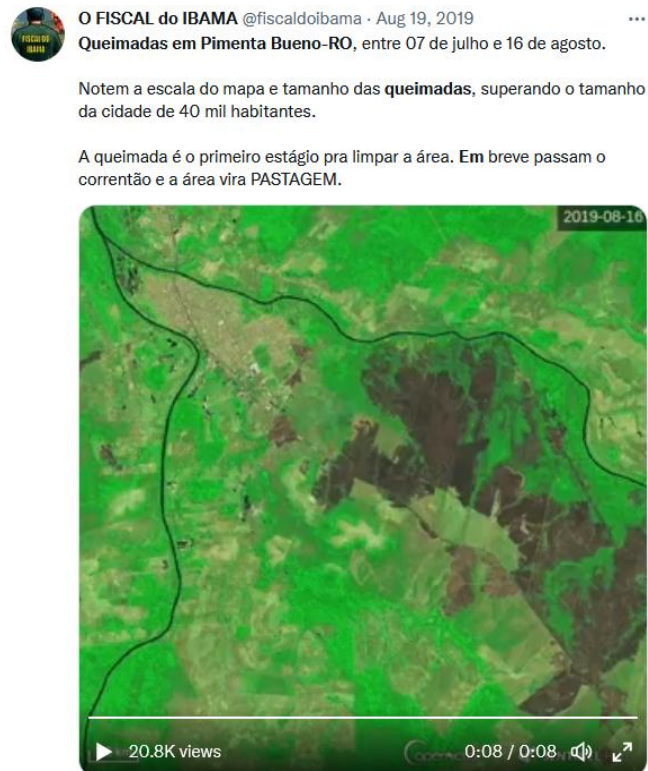 O FISCAL do IBAMA @fiscaldoibama · Aug 19, 2019
FISCAL DO
IBAMA
Queimadas em Pimenta Bueno-RO, entre 07 de julho e 16 de agosto.
Notem a escala do mapa e tamanho das queimadas, superando o tamanho
da cidade de 40 mil habitantes.
A queimada é o primeiro estágio pra limpar a área. Em breve passam o
correntão e a área vira PASTAGEM.
2019-08-16
20.8K views
0:08 / 0:08